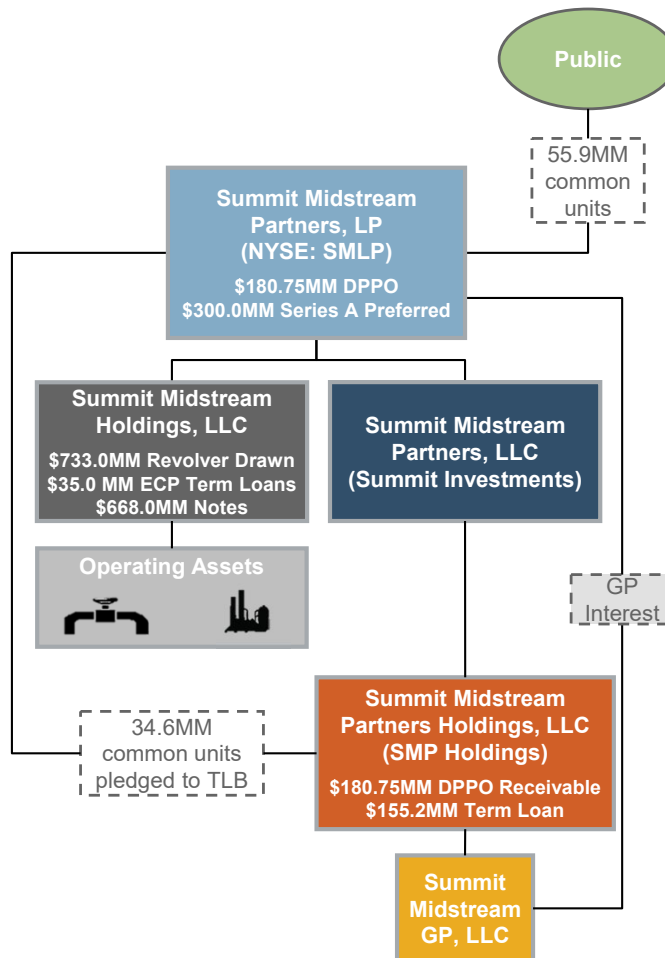 Public
55.9MM
common
units
Summit Midstream
Partners, LP
(NYSE: SMLP)
$180.75MM DPPO
$300.0MM Series A Preferred
Summit Midstream
Holdings, LLC
$733.0MM Revolver Drawn
$35.0 MM ECP Term Loans
$668.0MM Notes
Summit Midstream
Partners, LLC
(Summit Investments)
Operating Assets
GP
Interest
34.6MM
common units
pledged to TLB
Summit Midstream
Partners Holdings, LLC
(SMP Holdings)
$180.75MM DPPO Receivable
$155.2MM Term Loan
Summit
Midstream
GP, LLC